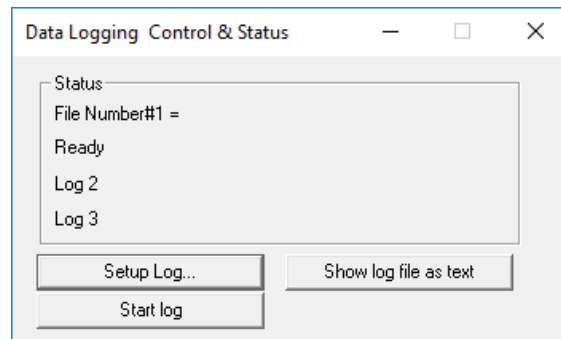 Data Logging  Control & Status
Status
File Number#1 =
Ready
Log 2
Log 3
Setup Log...
Show log file as text
Start log